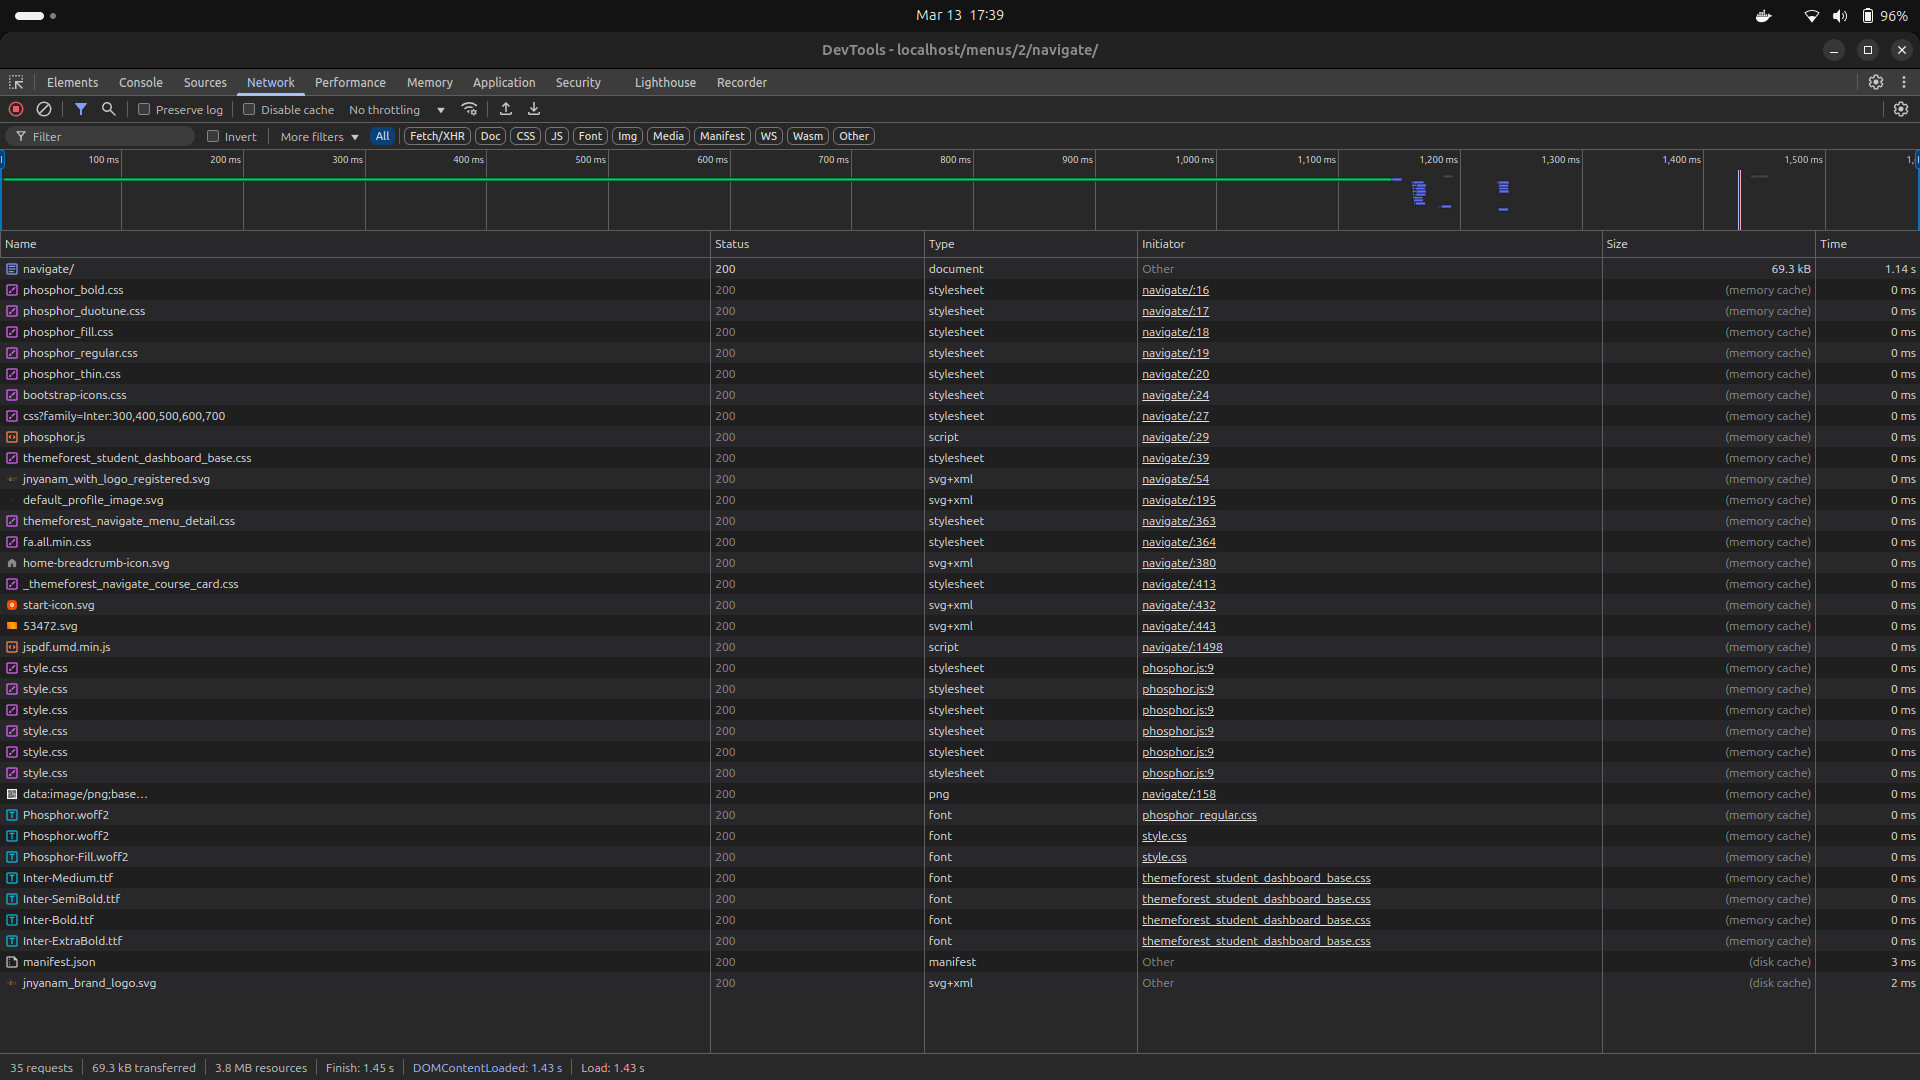 Mar 13 17:39
96%
DevTools - localhost/menus/2/navigate/
Elements Console Sources Network Performance Memory Application Security Lighthouse Recorder
Preserve log Disable cache No throttling
Filter Invert More filters All Fetch/XHR Doc CSS JS Font Img Media Manifest WS Wasm Other
100 ms 200 ms 300 ms 400 ms 500 ms 600 ms 700 ms 800 ms 900 ms 1,000 ms 1,100 ms 1,200 ms 1,300 ms 1,400 ms 1,500 ms
Name Status Type Initiator Size Time
navigate/ 200 document Other 69.3 kB 1.14 s
phosphor_bold.css 200 stylesheet navigate/:16 (memory cache) 0 ms
phosphor_duotune.css 200 stylesheet navigate/:17 (memory cache) 0 ms
phosphor_fill.css 200 stylesheet navigate/:18 (memory cache) 0 ms
phosphor_regular.css 200 stylesheet navigate/:19 (memory cache) 0 ms
phosphor_thin.css 200 stylesheet navigate/:20 (memory cache) 0 ms
bootstrap-icons.css 200 stylesheet navigate/:24 (memory cache) 0 ms
css?family=Inter:300,400,500,600,700 200 stylesheet navigate/:27 (memory cache) 0 ms
phosphor.js 200 script navigate/:29 (memory cache) 0 ms
themeforest_student_dashboard_base.css 200 stylesheet navigate/:39 (memory cache) 0 ms
jnyanam_with_logo_registered.svg 200 svg+xml navigate/:54 (memory cache) 0 ms
default_profile_image.svg 200 svg+xml navigate/:195 (memory cache) 0 ms
themeforest_navigate_menu_detail.css 200 stylesheet navigate/:363 (memory cache) 0 ms
fa.all.min.css 200 stylesheet navigate/:364 (memory cache) 0 ms
home-breadcrumb-icon.svg 200 svg+xml navigate/:380 (memory cache) 0 ms
_themeforest_navigate_course_card.css 200 stylesheet navigate/:413 (memory cache) 0 ms
start-icon.svg 200 svg+xml navigate/:432 (memory cache) 0 ms
53472.svg 200 svg+xml navigate/:443 (memory cache) 0 ms
jspdf.umd.min.js 200 script navigate/:1498 (memory cache) 0 ms
style.css 200 stylesheet phosphor.js:9 (memory cache) 0 ms
style.css 200 stylesheet phosphor.js:9 (memory cache) 0 ms
style.css 200 stylesheet phosphor.js:9 (memory cache) 0 ms
style.css 200 stylesheet phosphor.js:9 (memory cache) 0 ms
style.css 200 stylesheet phosphor.js:9 (memory cache) 0 ms
style.css 200 stylesheet phosphor.js:9 (memory cache) 0 ms
data:image/png;base… 200 png navigate/:158 (memory cache) 0 ms
Phosphor.woff2 200 font phosphor_regular.css (memory cache) 0 ms
Phosphor.woff2 200 font style.css (memory cache) 0 ms
Phosphor-Fill.woff2 200 font style.css (memory cache) 0 ms
Inter-Medium.ttf 200 font themeforest_student_dashboard_base.css (memory cache) 0 ms
Inter-SemiBold.ttf 200 font themeforest_student_dashboard_base.css (memory cache) 0 ms
Inter-Bold.ttf 200 font themeforest_student_dashboard_base.css (memory cache) 0 ms
Inter-ExtraBold.ttf 200 font themeforest_student_dashboard_base.css (memory cache) 0 ms
manifest.json 200 manifest Other (disk cache) 3 ms
jnyanam_brand_logo.svg 200 svg+xml Other (disk cache) 2 ms
35 requests 69.3 kB transferred 3.8 MB resources Finish: 1.45 s DOMContentLoaded: 1.43 s Load: 1.43 s